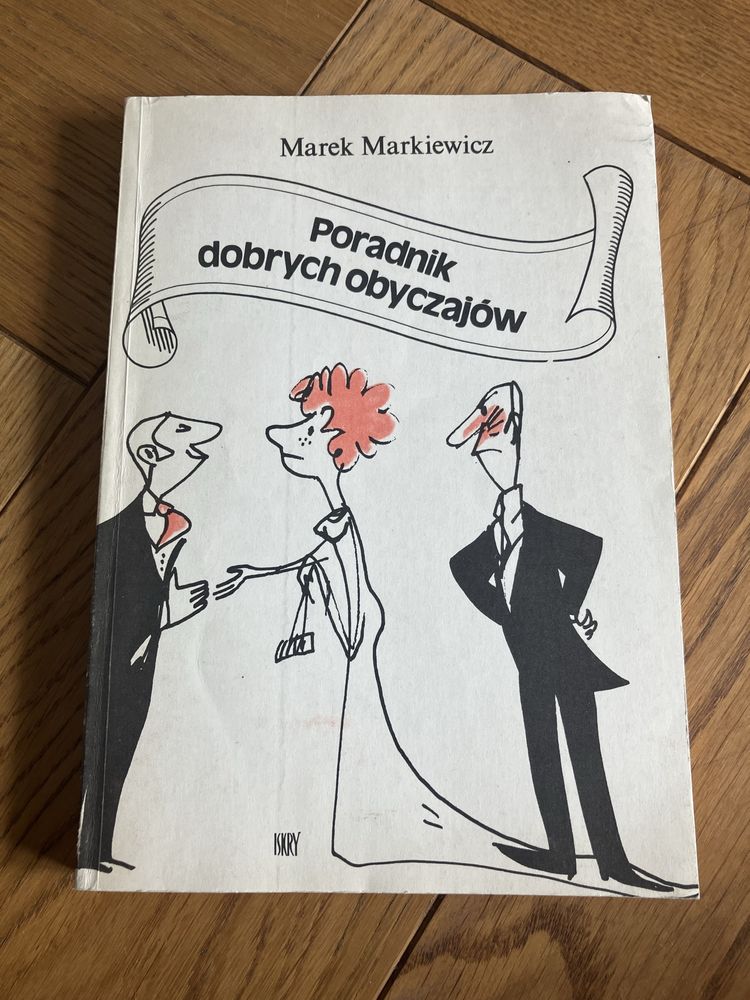 Marek Markiewicz
Poradnik
dobrych obyczajów
ISKRY